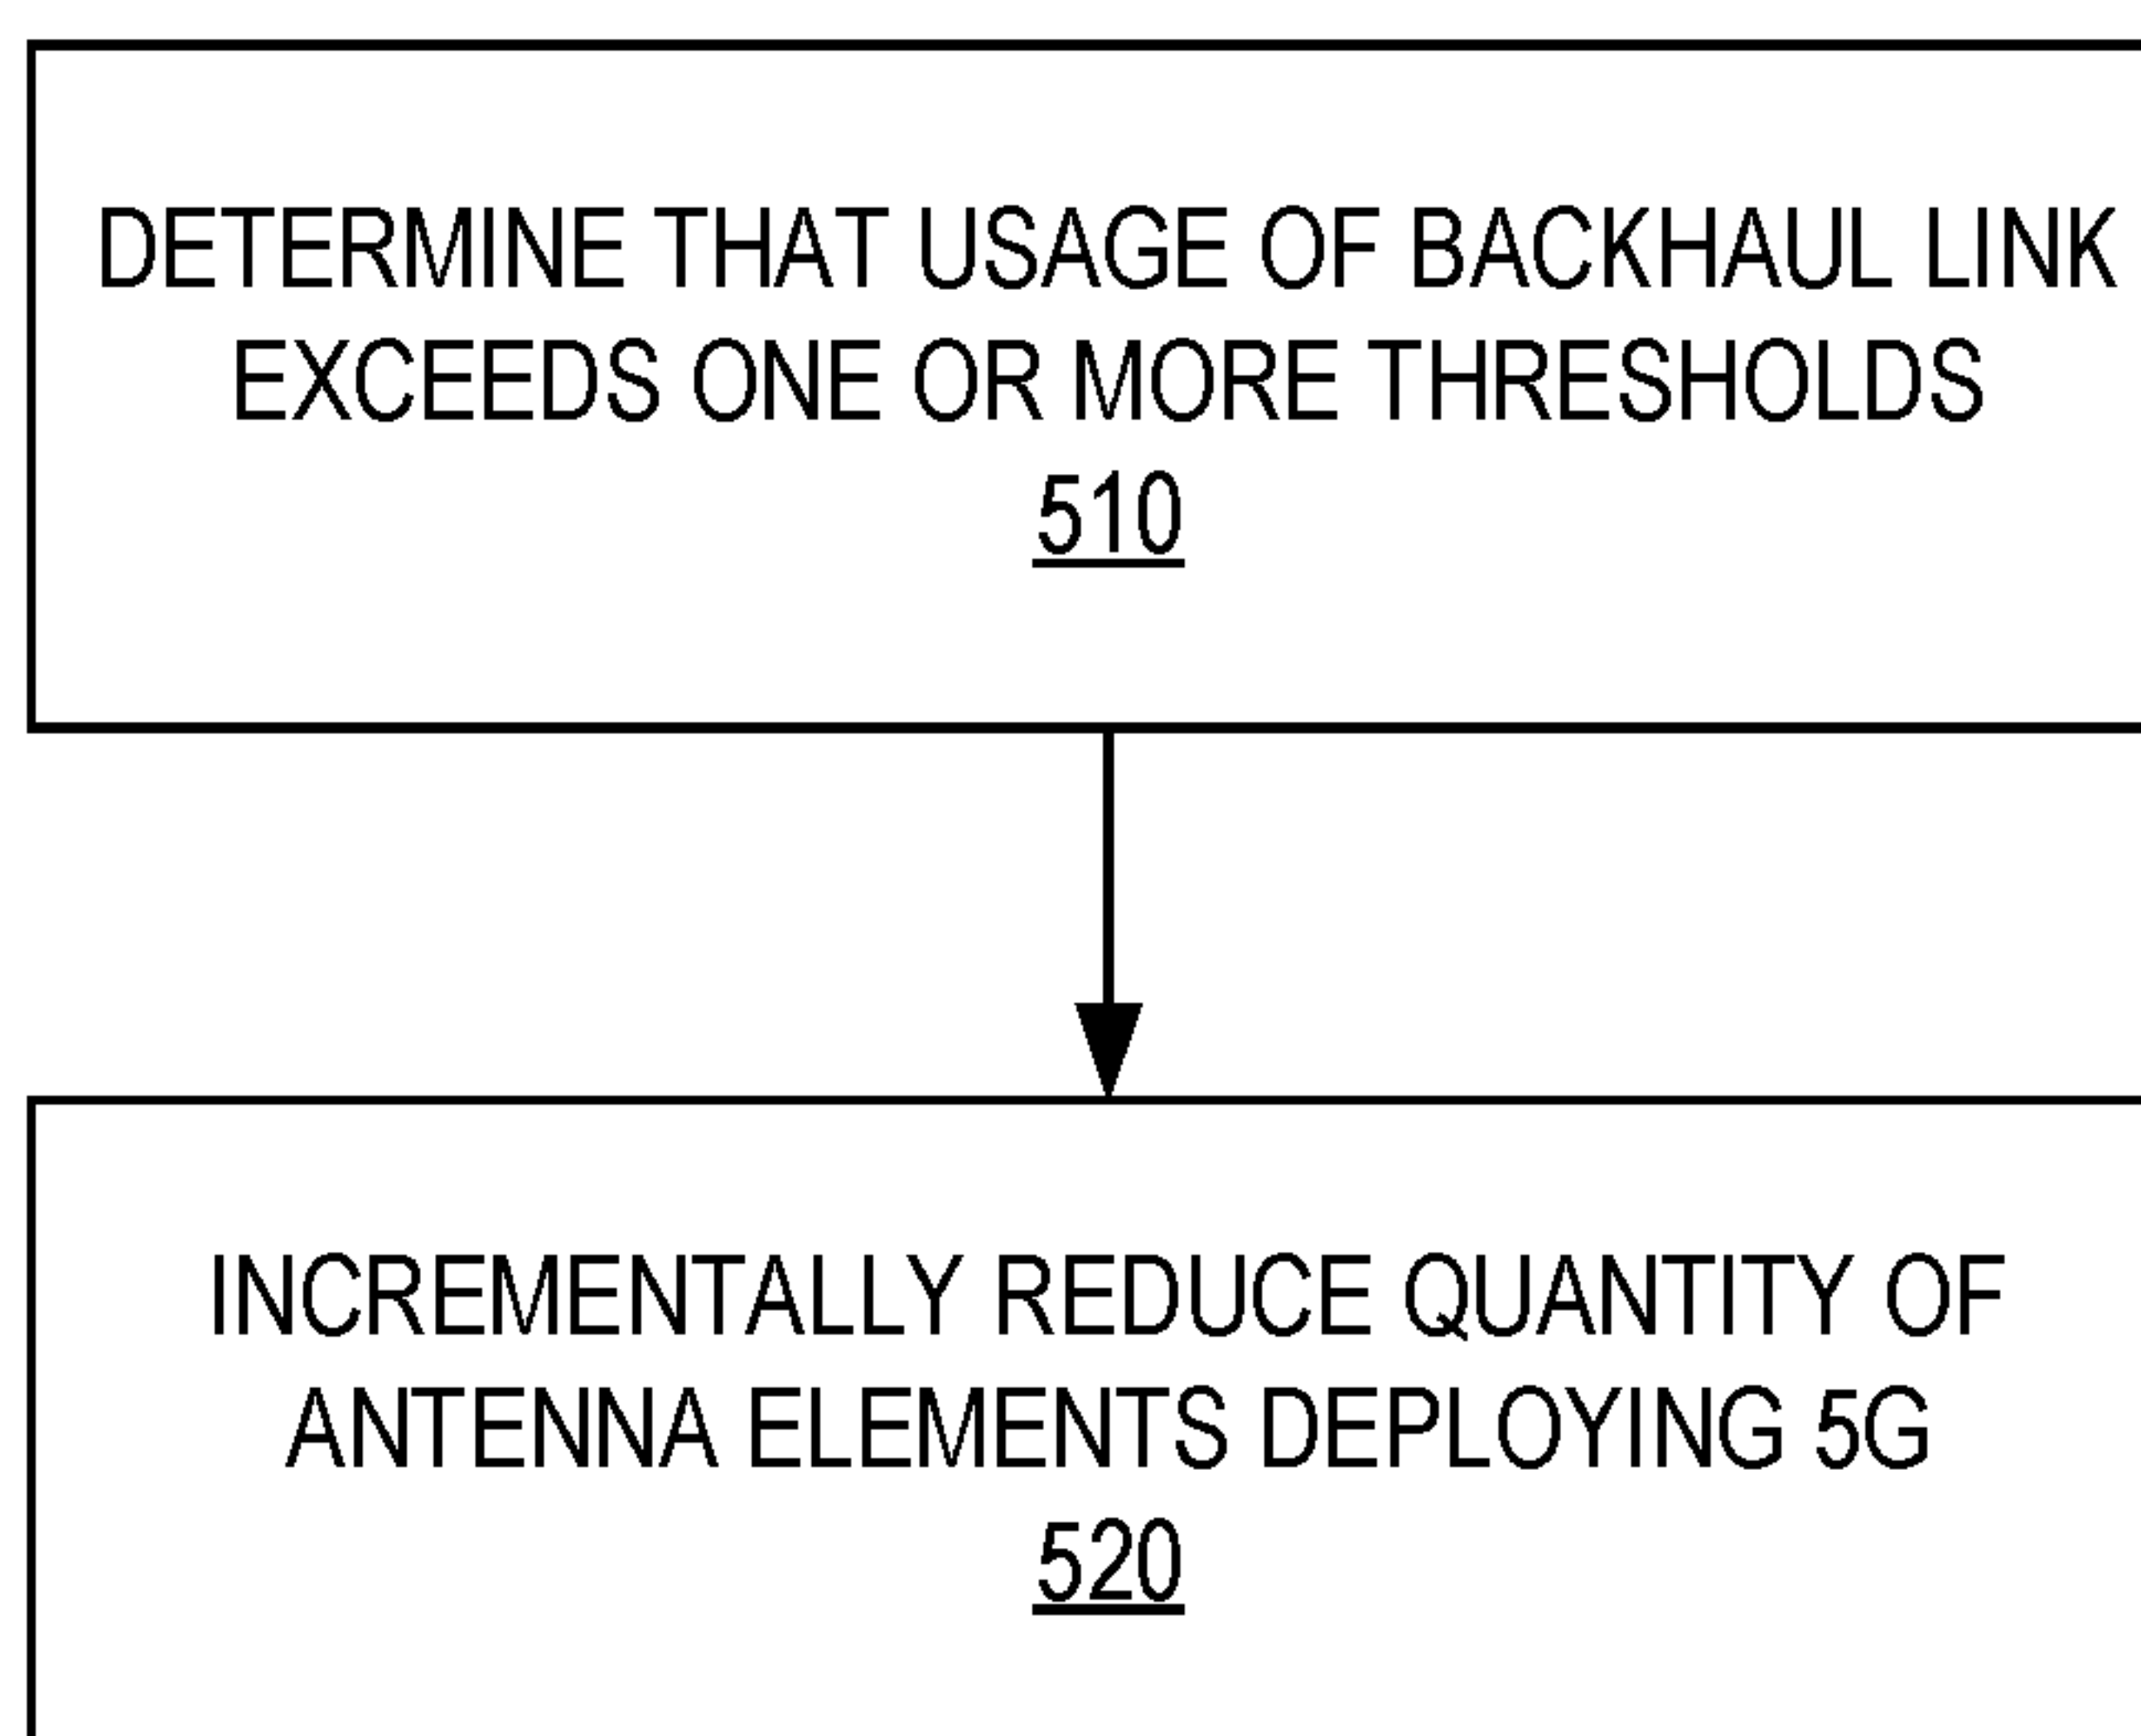 DETERMINE THAT USAGE OF BACKHAUL LINK
EXCEEDS ONE OR MORE THRESHOLDS
510
INCREMENTALLY REDUCE QUANTITY OF
ANTENNA ELEMENTS DEPLOYING 5G
520